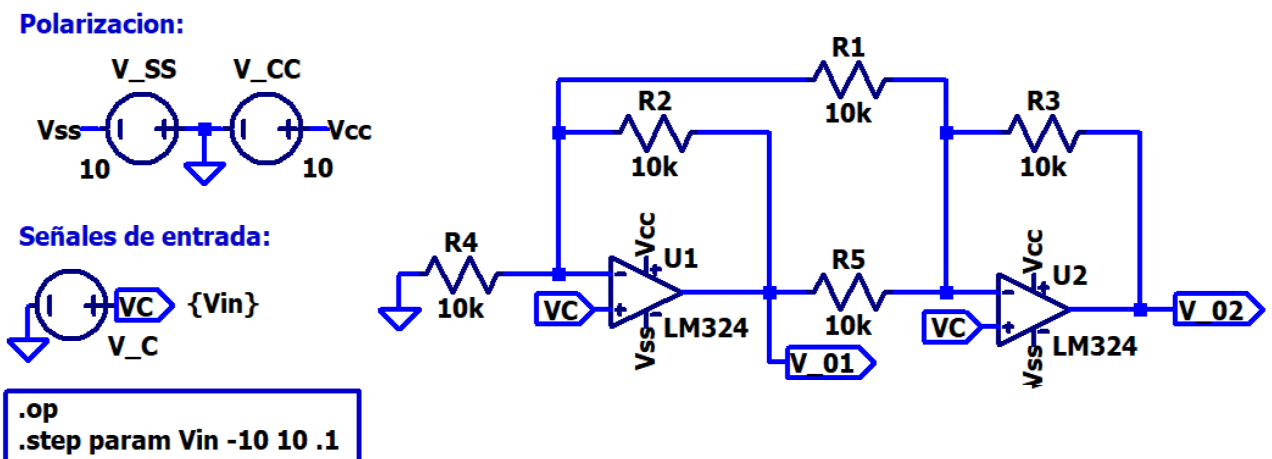 Polarizacion:
V_SS
V_CC
Vss
Vcc
10
10
Señales de entrada:
VC
{Vin}
V_C
.op
.step param Vin -10 10 .1
R1
10k
R2
10k
R3
10k
R4
10k
Vcc
U1
VC
LM324
Vss
R5
10k
V_01
Vcc
U2
VC
LM324
Vss
V_02